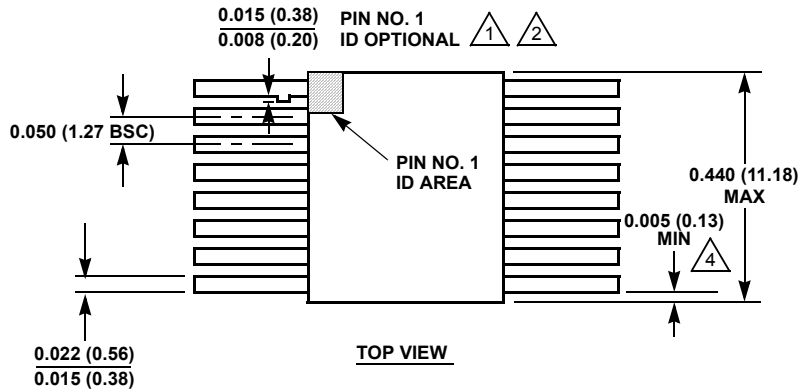 0.015 (0.38)
0.008 (0.20)
PIN NO. 1
ID OPTIONAL
1
2
0.050 (1.27 BSC)
PIN NO. 1
ID AREA
0.440 (11.18)
MAX
0.005 (0.13)
MIN
4
0.022 (0.56)
0.015 (0.38)
TOP VIEW